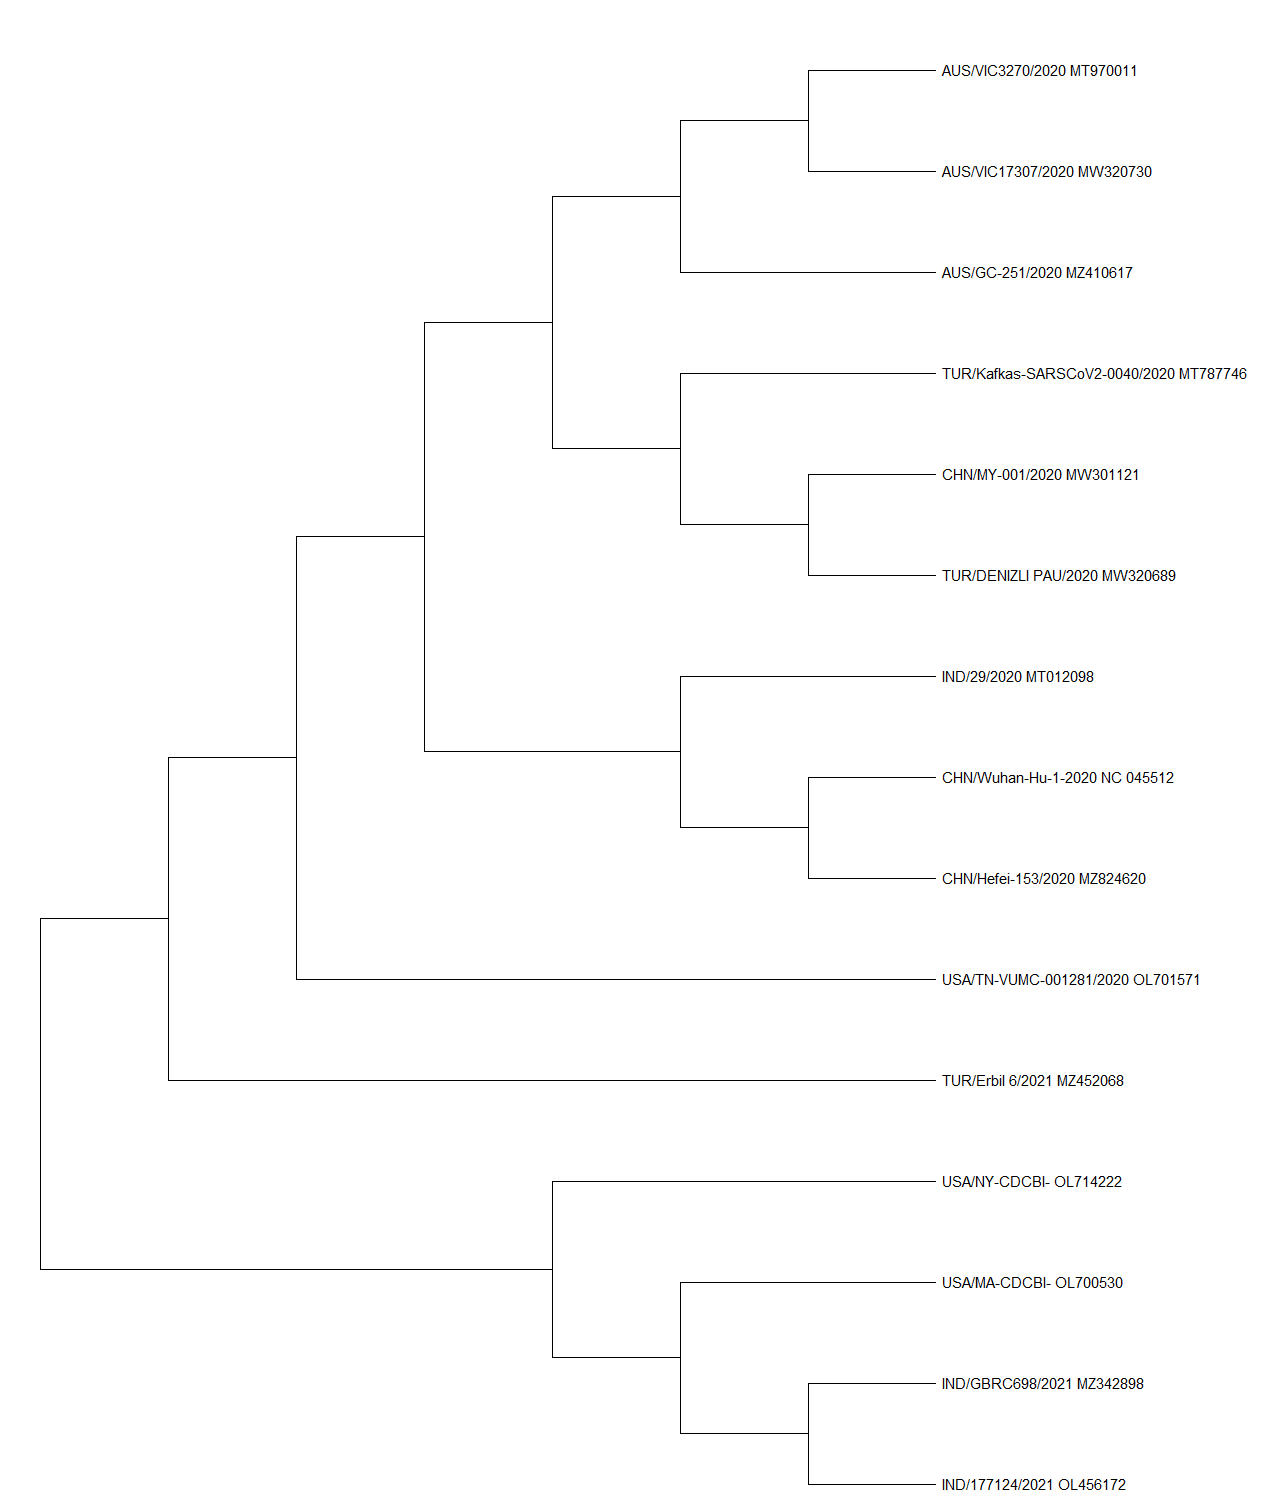 AUS/VIC3270/2020 MT970011
AUS/VIC17307/2020 MW320730
AUS/GC-251/2020 MZ410617
TUR/Kafkas-SARSCoV2-0040/2020 MT787746
CHN/MY-001/2020 MW301121
TUR/DENIZLI PAU/2020 MW320689
IND/29/2020 MT012098
CHN/Wuhan-Hu-1-2020 NC 045512
CHN/Hefei-153/2020 MZ824620
USA/TN-VUMC-001281/2020 OL701571
TUR/Erbil 6/2021 MZ452068
USA/NY-CDCBI- OL714222
USA/MA-CDCBI- OL700530
IND/GBRC698/2021 MZ342898
IND/177124/2021 OL456172